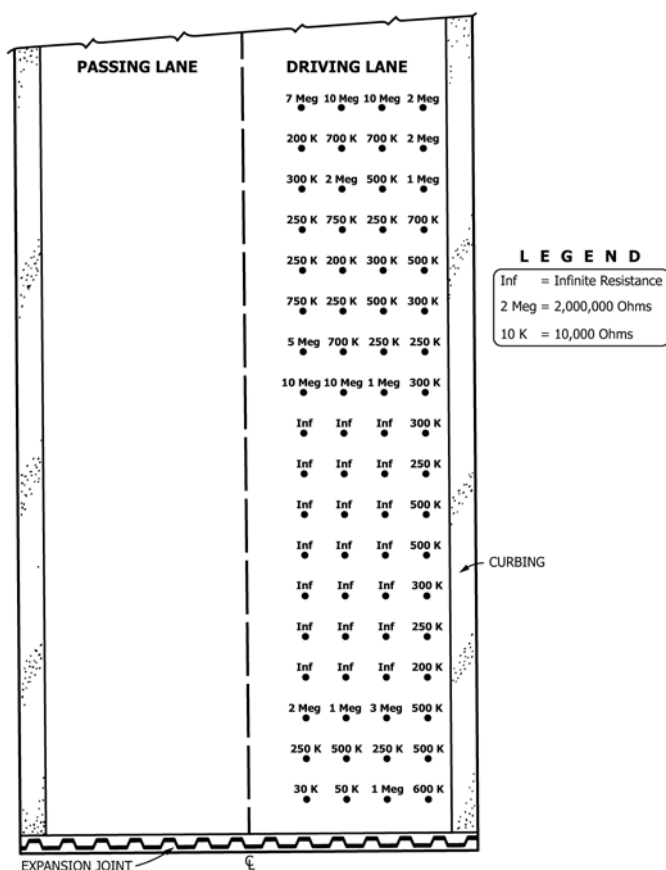 PASSING LANE DRIVING LANE
7 Meg 10 Meg 10 Meg 2 Meg
200 K 700 K 700 K 2 Meg
300 K 2 Meg 500 K 1 Meg
250 K 750 K 250 K 700 K
250 K 200 K 300 K 500 K
750 K 250 K 500 K 300 K
5 Meg 700 K 250 K 250 K
10 Meg 10 Meg 1 Meg 300 K
Inf Inf Inf 300 K
Inf Inf Inf 250 K
Inf Inf Inf 500 K
Inf Inf Inf 500 K
Inf Inf Inf 300 K
Inf Inf Inf 250 K
Inf Inf Inf 200 K
2 Meg 1 Meg 3 Meg 500 K
250 K 500 K 250 K 500 K
30 K 50 K 1 Meg 600 K
LEGEND
Inf = Infinite Resistance
2 Meg = 2,000,000 Ohms
10 K = 10,000 Ohms
CURBING
EXPANSION JOINT
℄